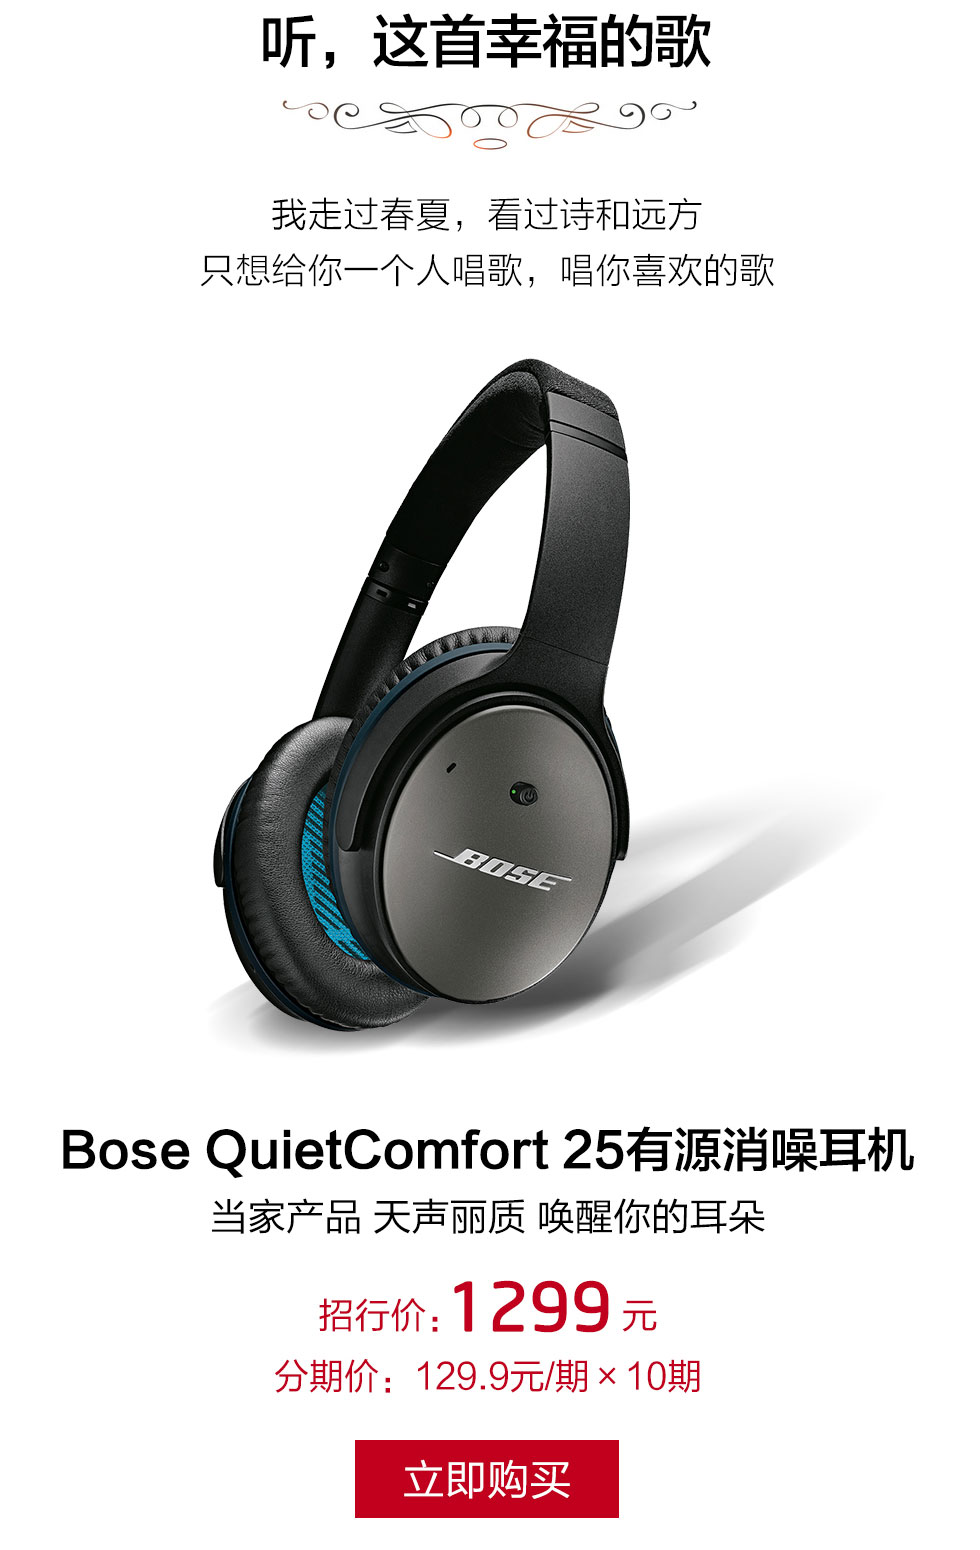 听，这首幸福的歌
我走过春夏，看过诗和远方
只想给你一个人唱歌，唱你喜欢的歌
BOSE
Bose QuietComfort 25有源消噪耳机
当家产品 天声丽质 唤醒你的耳朵
招行价：1299元
分期价：129.9元/期×10期
立即购买